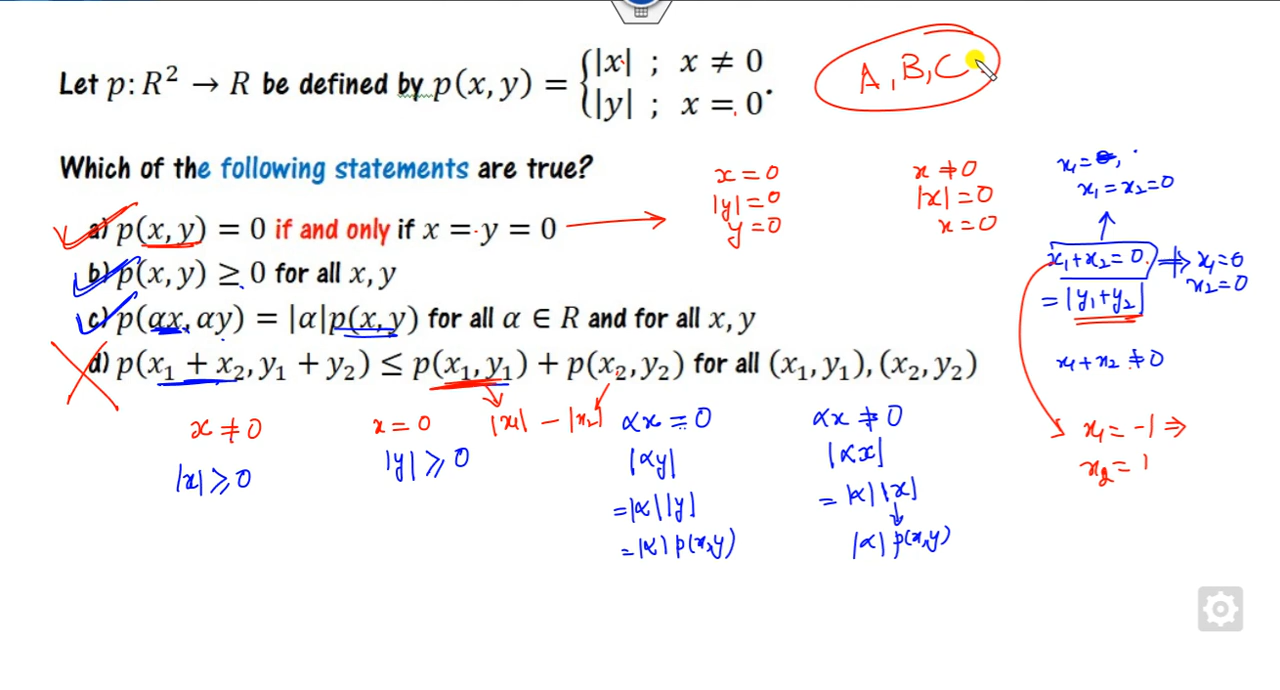 Let p: R² → R be defined by p(x, y) = {|x| ; x ≠ 0
{|y| ; x = 0.
A, B, C
Which of the following statements are true?
a) p(x, y) = 0 if and only if x = y = 0
b) p(x, y) ≥ 0 for all x, y
c) p(αx, αy) = |α|p(x, y) for all α ∈ R and for all x, y
d) p(x₁ + x₂, y₁ + y₂) ≤ p(x₁, y₁) + p(x₂, y₂) for all (x₁, y₁), (x₂, y₂)
x = 0
|y| = 0
y = 0
x ≠ 0
|x| = 0
x = 0
x₁ = x₂ = 0
x₁ + x₂ = 0 ⇒ x₁ = 0
x₂ = 0
= |y₁ + y₂|
x₁ + x₂ ≠ 0
x₁ = -1 ⇒
x₂ = 1
x ≠ 0
|x| ≥ 0
x = 0
|y| ≥ 0
|x₁| - |x₂|
αx = 0
|αy|
= |α| |y|
= |α| p(x, y)
αx ≠ 0
|αx|
= |α| |x|
|α| p(x, y)